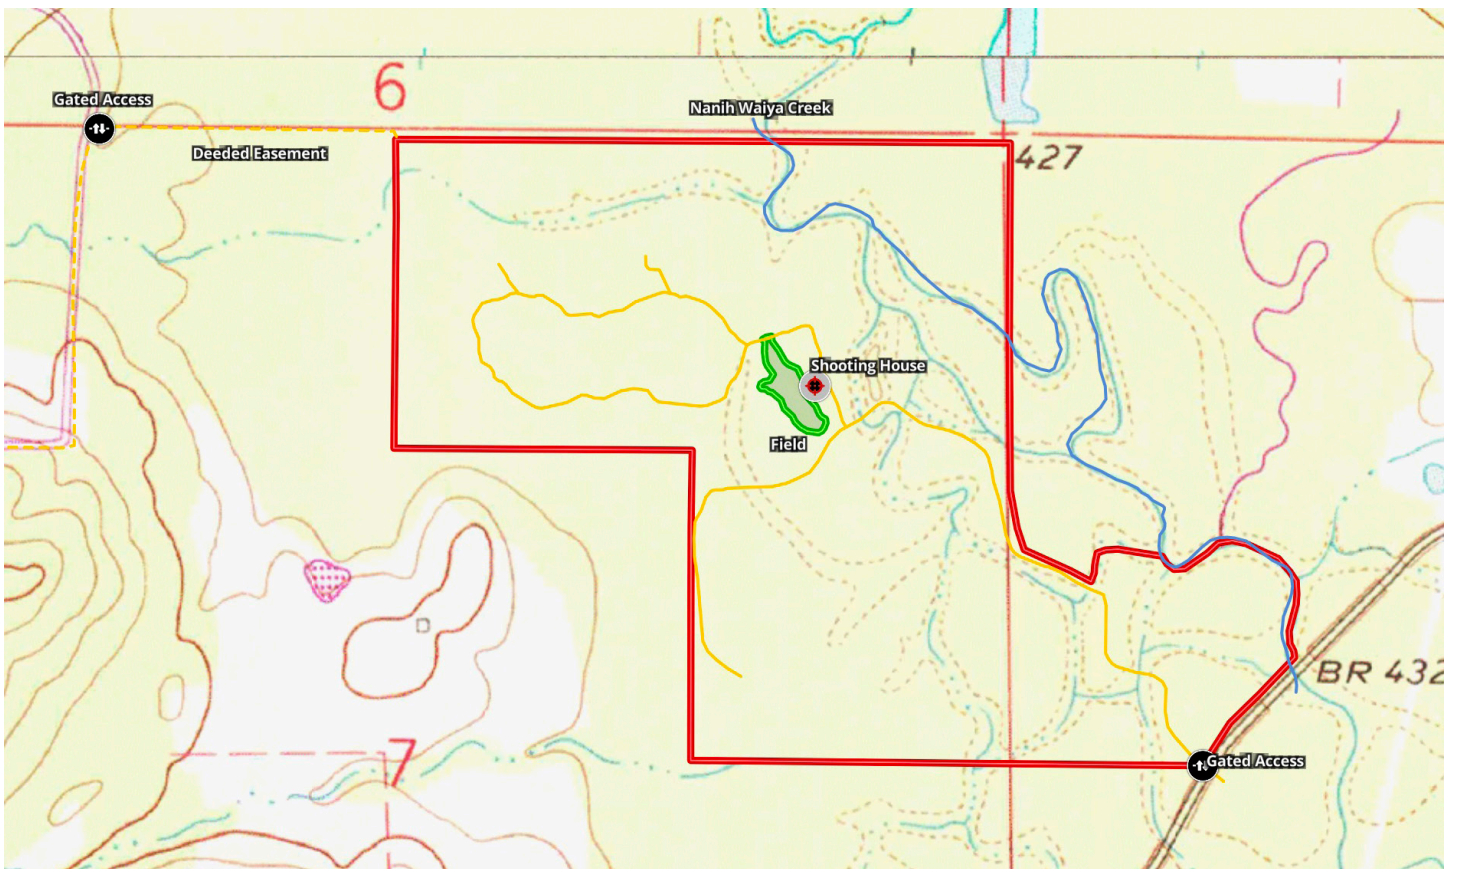 6
Gated Access
Nanih Waiya Creek
Deeded Easement
427
Shooting House
Field
BR 432
7
Gated Access